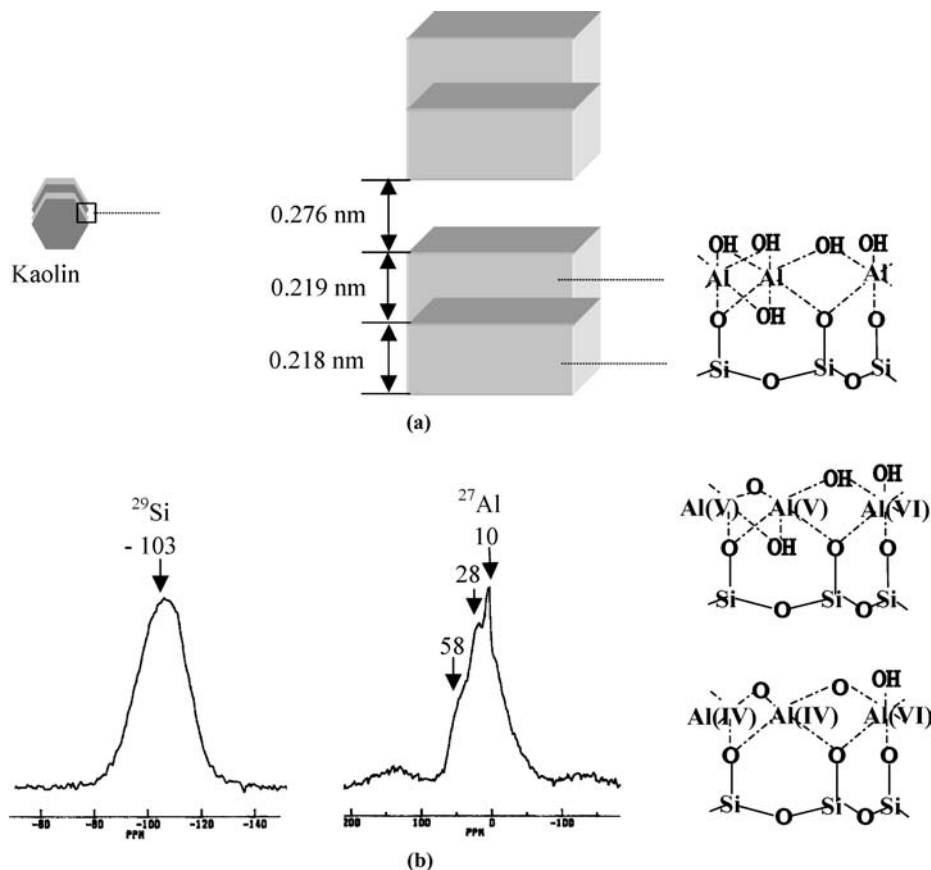 Kaolin
0.276 nm
0.219 nm
0.218 nm
OH OH OH OH
Al Al Al
O OH O O
Si O Si O Si
(a)
29Si
- 103
-60 -80 -100 -120 -140
PPM
27Al
10
28
58
200 100 0 -100
PPM
O OH OH
Al(V) Al(V) Al(VI)
O OH O O
Si O Si O Si
O O OH
Al(IV) Al(IV) Al(VI)
O O O
Si O Si O Si
(b)